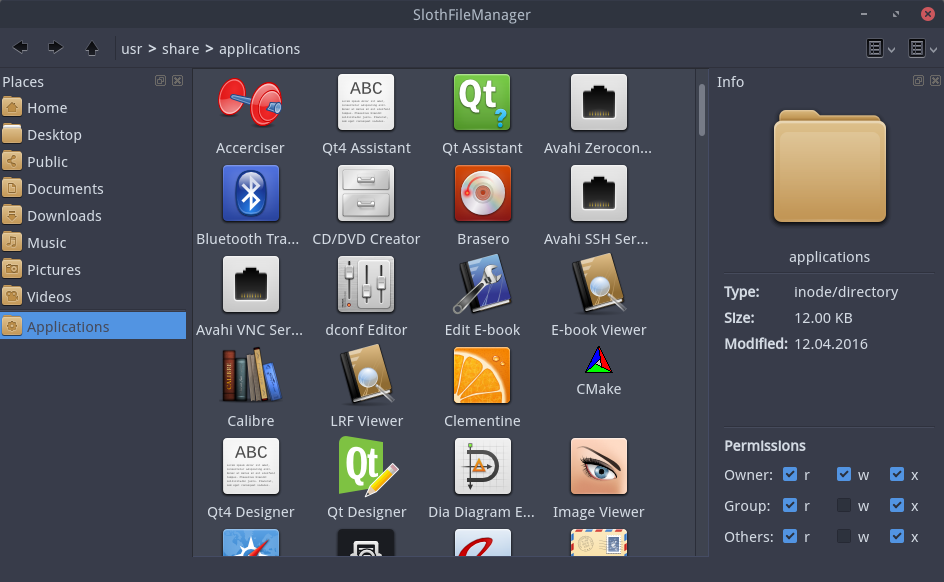 SlothFileManager
usr > share > applications
Places
Home
Desktop
Public
Documents
Downloads
Music
Pictures
Videos
Applications
Accerciser
ABC
Qt4 Assistant
Qt
?
Qt Assistant
Avahi Zerocon...
Bluetooth Tra...
CD/DVD Creator
Brasero
Avahi SSH Ser...
Avahi VNC Ser...
dconf Editor
Edit E-book
E-book Viewer
CALIBRE
Calibre
LRF Viewer
Clementine
CMake
ABC
Qt4 Designer
Qt
Qt Designer
Dia Diagram E...
Image Viewer
Info
applications
Type: inode/directory
Size: 12.00 KB
Modified: 12.04.2016
Permissions
Owner: r w x
Group: r w x
Others: r w x